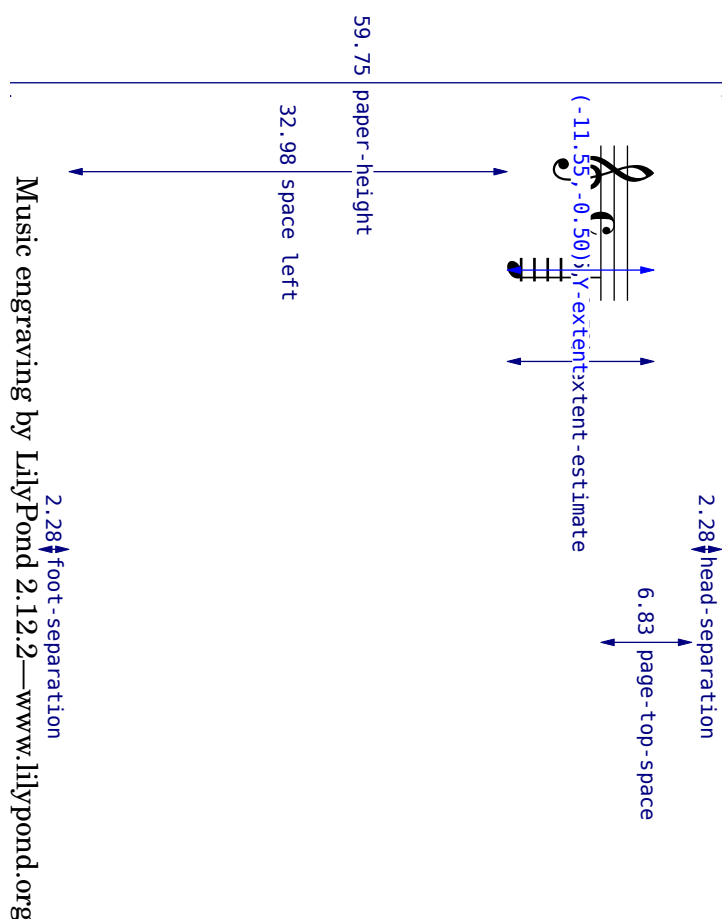 2.28 head-separation
6.83 page-top-space
(-11.55,-0.50)
Y-extent
extent-estimate
59.75 paper-height
32.98 space left
2.28 foot-separation
Music engraving by LilyPond 2.12.2—www.lilypond.org